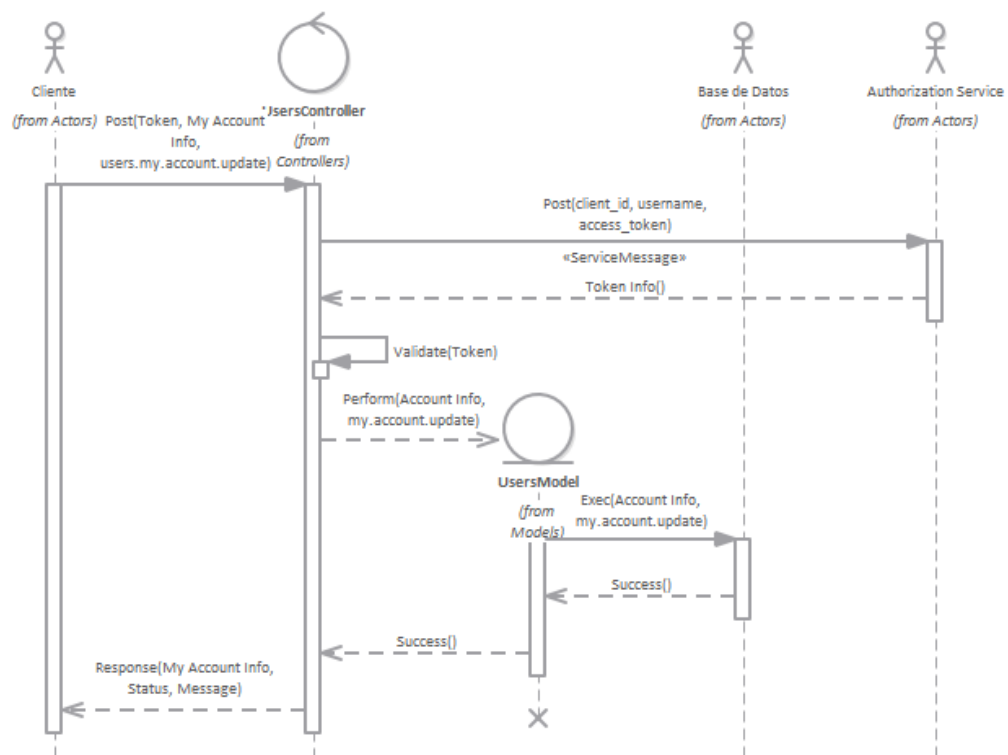 Cliente
(from Actors)
UsersController
(from
Controllers)
Base de Datos
(from Actors)
Authorization Service
(from Actors)
Post(Token, My Account
Info,
users.my.account.update)
Post(client_id, username,
access_token)
«ServiceMessage»
Token Info()
Validate(Token)
Perform(Account Info,
my.account.update)
UsersModel
(from
Models)
Exec(Account Info,
my.account.update)
Success()
Success()
Response(My Account Info,
Status, Message)